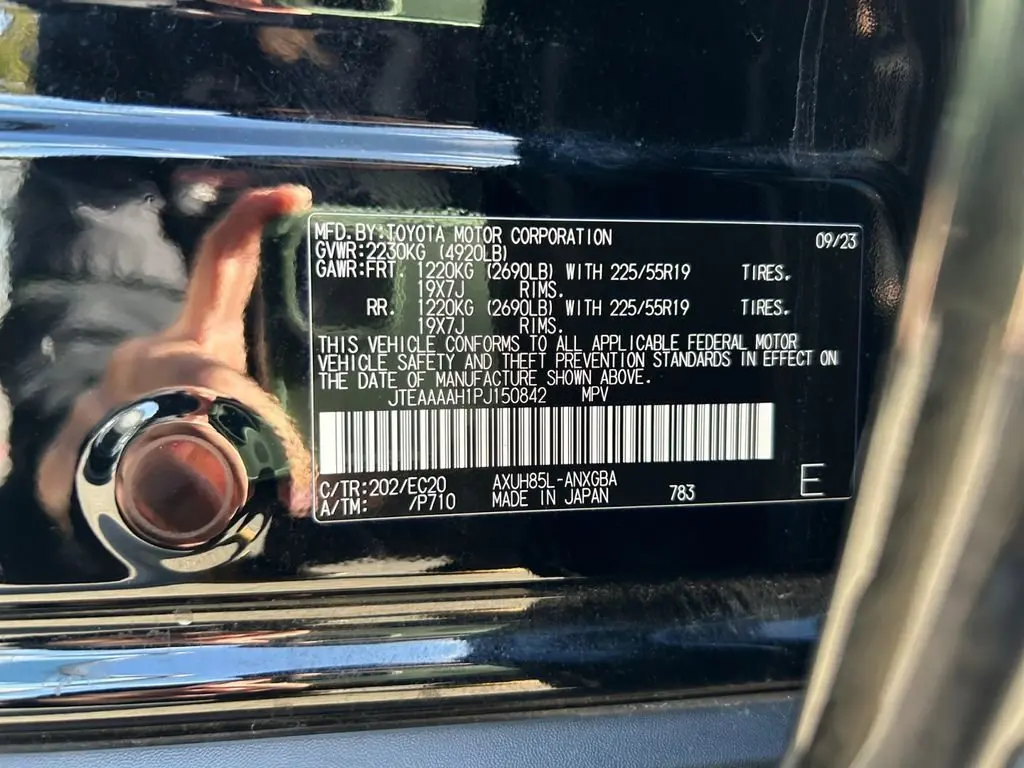 MFD.BY:TOYOTA MOTOR CORPORATION 09/23
GVWR:2230KG (4920LB)
GAWR:FRT. 1220KG (2690LB) WITH 225/55R19 TIRES.
19X7J RIMS.
RR. 1220KG (2690LB) WITH 225/55R19 TIRES.
19X7J RIMS.
THIS VEHICLE CONFORMS TO ALL APPLICABLE FEDERAL MOTOR
VEHICLE SAFETY AND THEFT PREVENTION STANDARDS IN EFFECT ON
THE DATE OF MANUFACTURE SHOWN ABOVE.
JTEAAAAH1PJ150842 MPV
C/TR:202/EC20 AXUH85L-ANXGBA
A/TM: /P710 MADE IN JAPAN 783 E